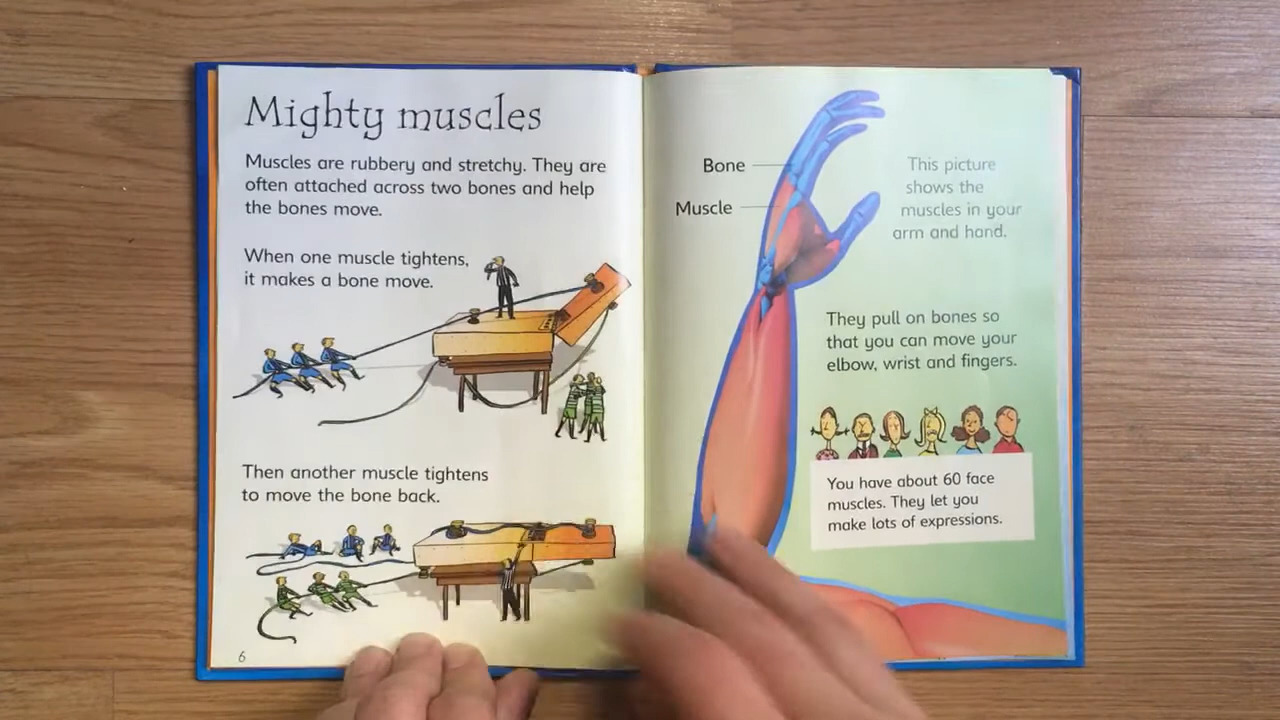 Mighty muscles
Muscles are rubbery and stretchy. They are
often attached across two bones and help
the bones move.
When one muscle tightens,
it makes a bone move.
Then another muscle tightens
to move the bone back.
6
Bone
Muscle
This picture
shows the
muscles in your
arm and hand.
They pull on bones so
that you can move your
elbow, wrist and fingers.
You have about 60 face
muscles. They let you
make lots of expressions.